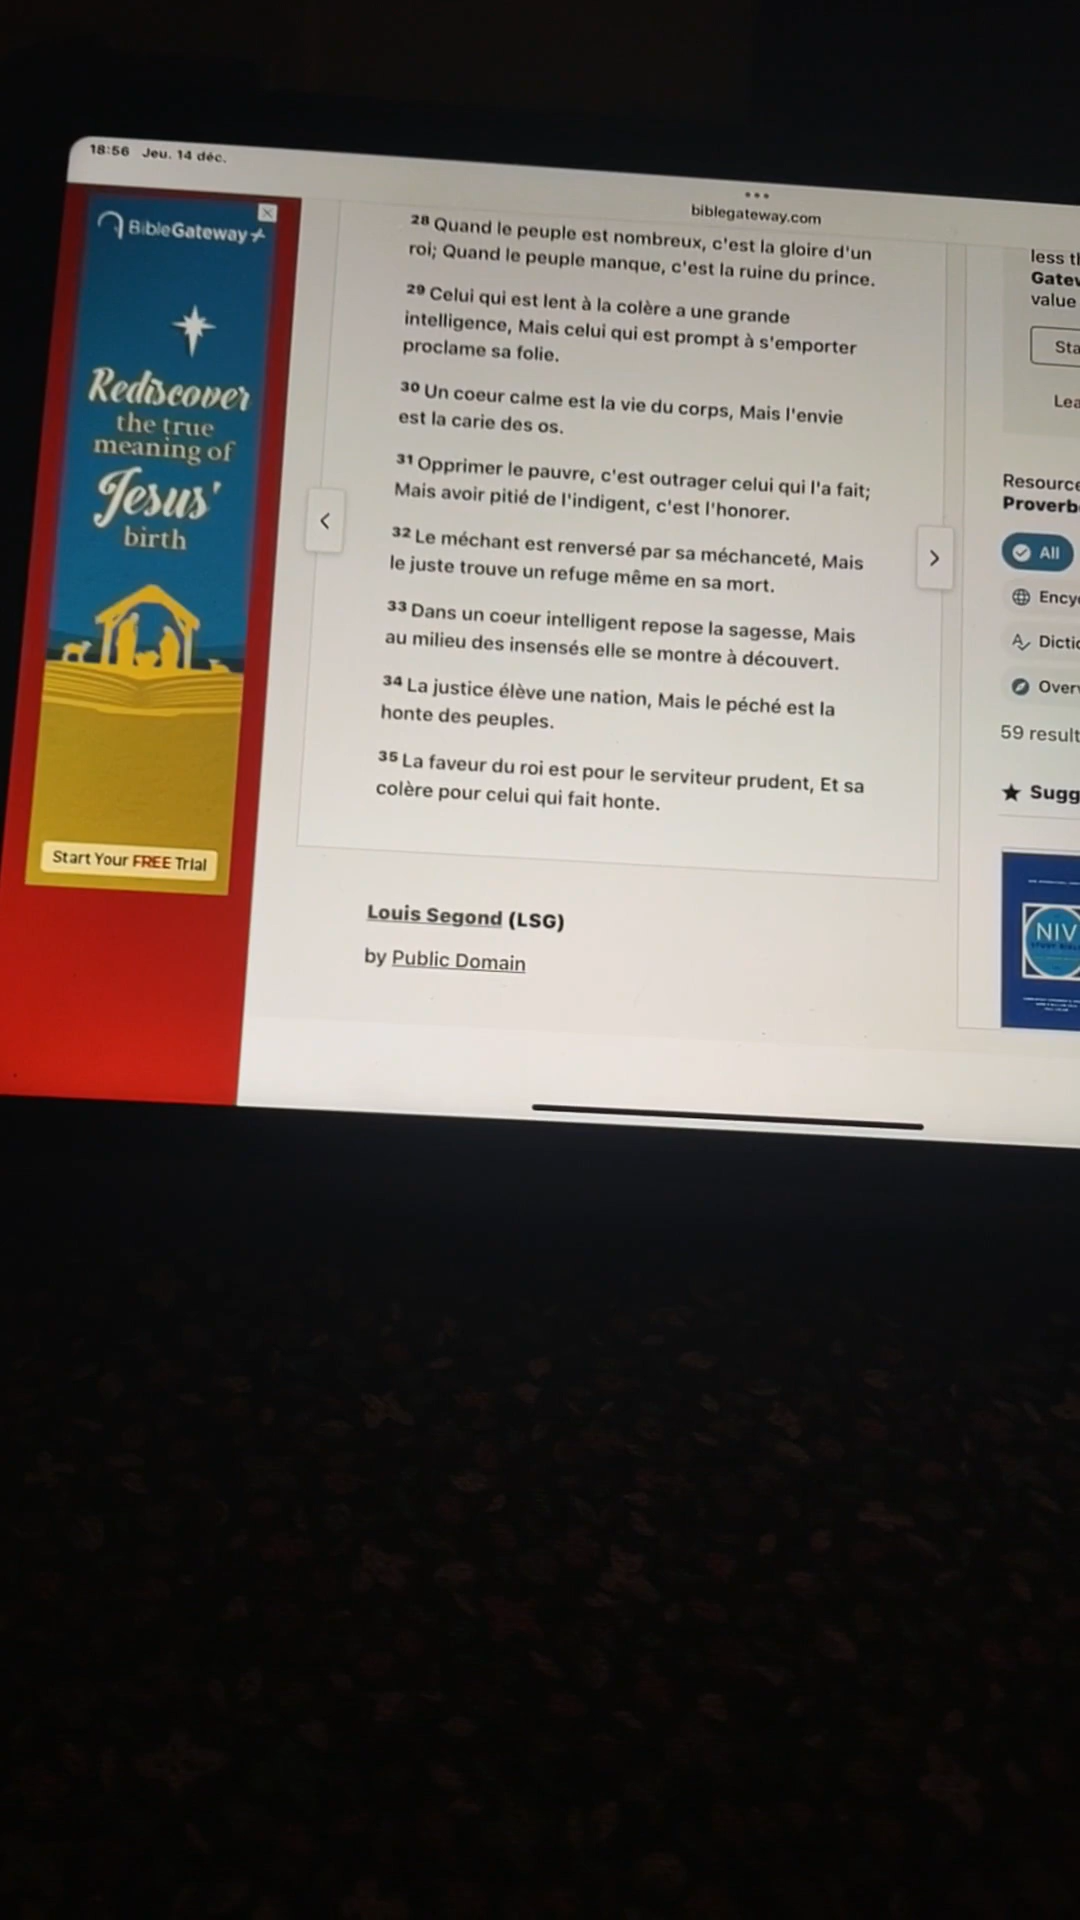 18:56 Jeu. 14 déc.
biblegateway.com
BibleGateway+
Rediscover
the true
meaning of
Jesus'
birth
Start Your FREE Trial
28 Quand le peuple est nombreux, c'est la gloire d'un
roi; Quand le peuple manque, c'est la ruine du prince.
29 Celui qui est lent à la colère a une grande
intelligence, Mais celui qui est prompt à s'emporter
proclame sa folie.
30 Un coeur calme est la vie du corps, Mais l'envie
est la carie des os.
31 Opprimer le pauvre, c'est outrager celui qui l'a fait;
Mais avoir pitié de l'indigent, c'est l'honorer.
32 Le méchant est renversé par sa méchanceté, Mais
le juste trouve un refuge même en sa mort.
33 Dans un coeur intelligent repose la sagesse, Mais
au milieu des insensés elle se montre à découvert.
34 La justice élève une nation, Mais le péché est la
honte des peuples.
35 La faveur du roi est pour le serviteur prudent, Et sa
colère pour celui qui fait honte.
Louis Segond (LSG)
by Public Domain
less
value
All
59
NIV